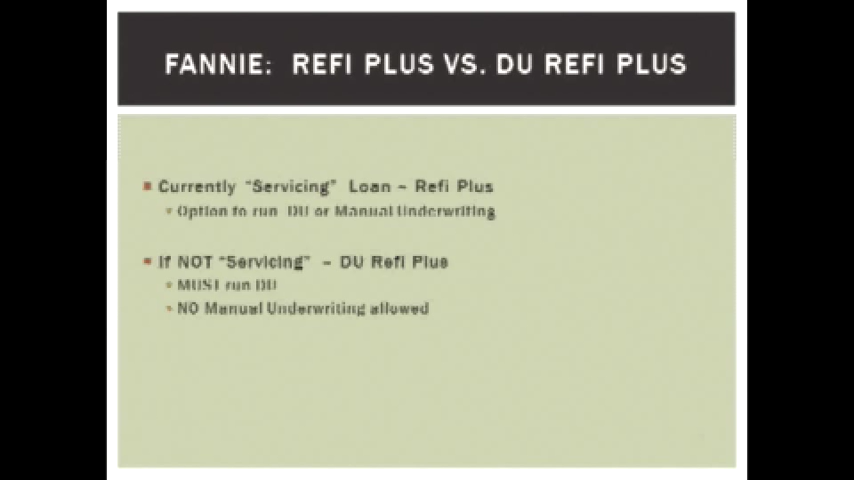 FANNIE: REFI PLUS VS. DU REFI PLUS
Currently "Servicing" Loan – Refi Plus
Option to run DU or Manual Underwriting
If NOT "Servicing" – DU Refi Plus
MUST run DU
NO Manual Underwriting allowed